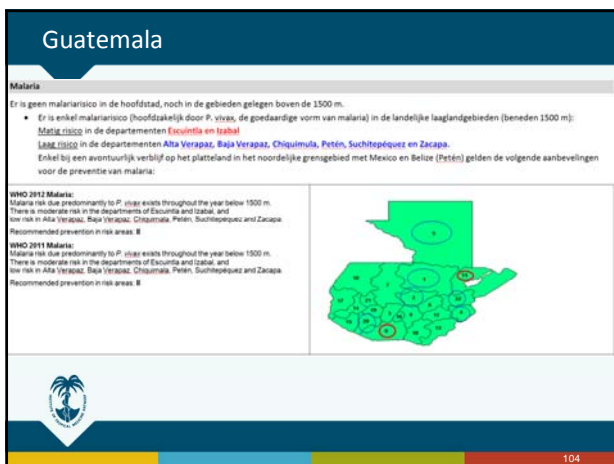 Guatemala
Malaria
Er is geen malariarisico in de hoofdstad, noch in de gebieden gelegen boven de 1500 m.
• Er is enkel malariarisico (hoofdzakelijk door P. vivax, de goedaardige vorm van malaria) in de landelijke laaglandgebieden (beneden 1500 m):
Matig risico in de departementen Escuintla en Izabal
Laag risico in de departementen Alta Verapaz, Baja Verapaz, Chiquimula, Petén, Suchitepéquez en Zacapa.
Enkel bij een avontuurlijk verblijf op het platteland in het noordelijke grensgebied met Mexico en Belize (Petén) gelden de volgende aanbevelingen
voor de preventie van malaria:
WHO 2012 Malaria:
Malaria risk due predominantly to P. vivax exists throughout the year below 1500 m.
There is moderate risk in the departments of Escuintla and Izabal, and
low risk in Alta Verapaz, Baja Verapaz, Chiquimula, Petén, Suchitepéquez and Zacapa.
Recommended prevention in risk areas: II
WHO 2011 Malaria:
Malaria risk due predominantly to P. vivax exists throughout the year below 1500 m.
There is moderate risk in the departments of Escuintla and Izabal, and
low risk in Alta Verapaz, Baja Verapaz, Chiquimula, Petén, Suchitepéquez and Zacapa.
Recommended prevention in risk areas: II
104